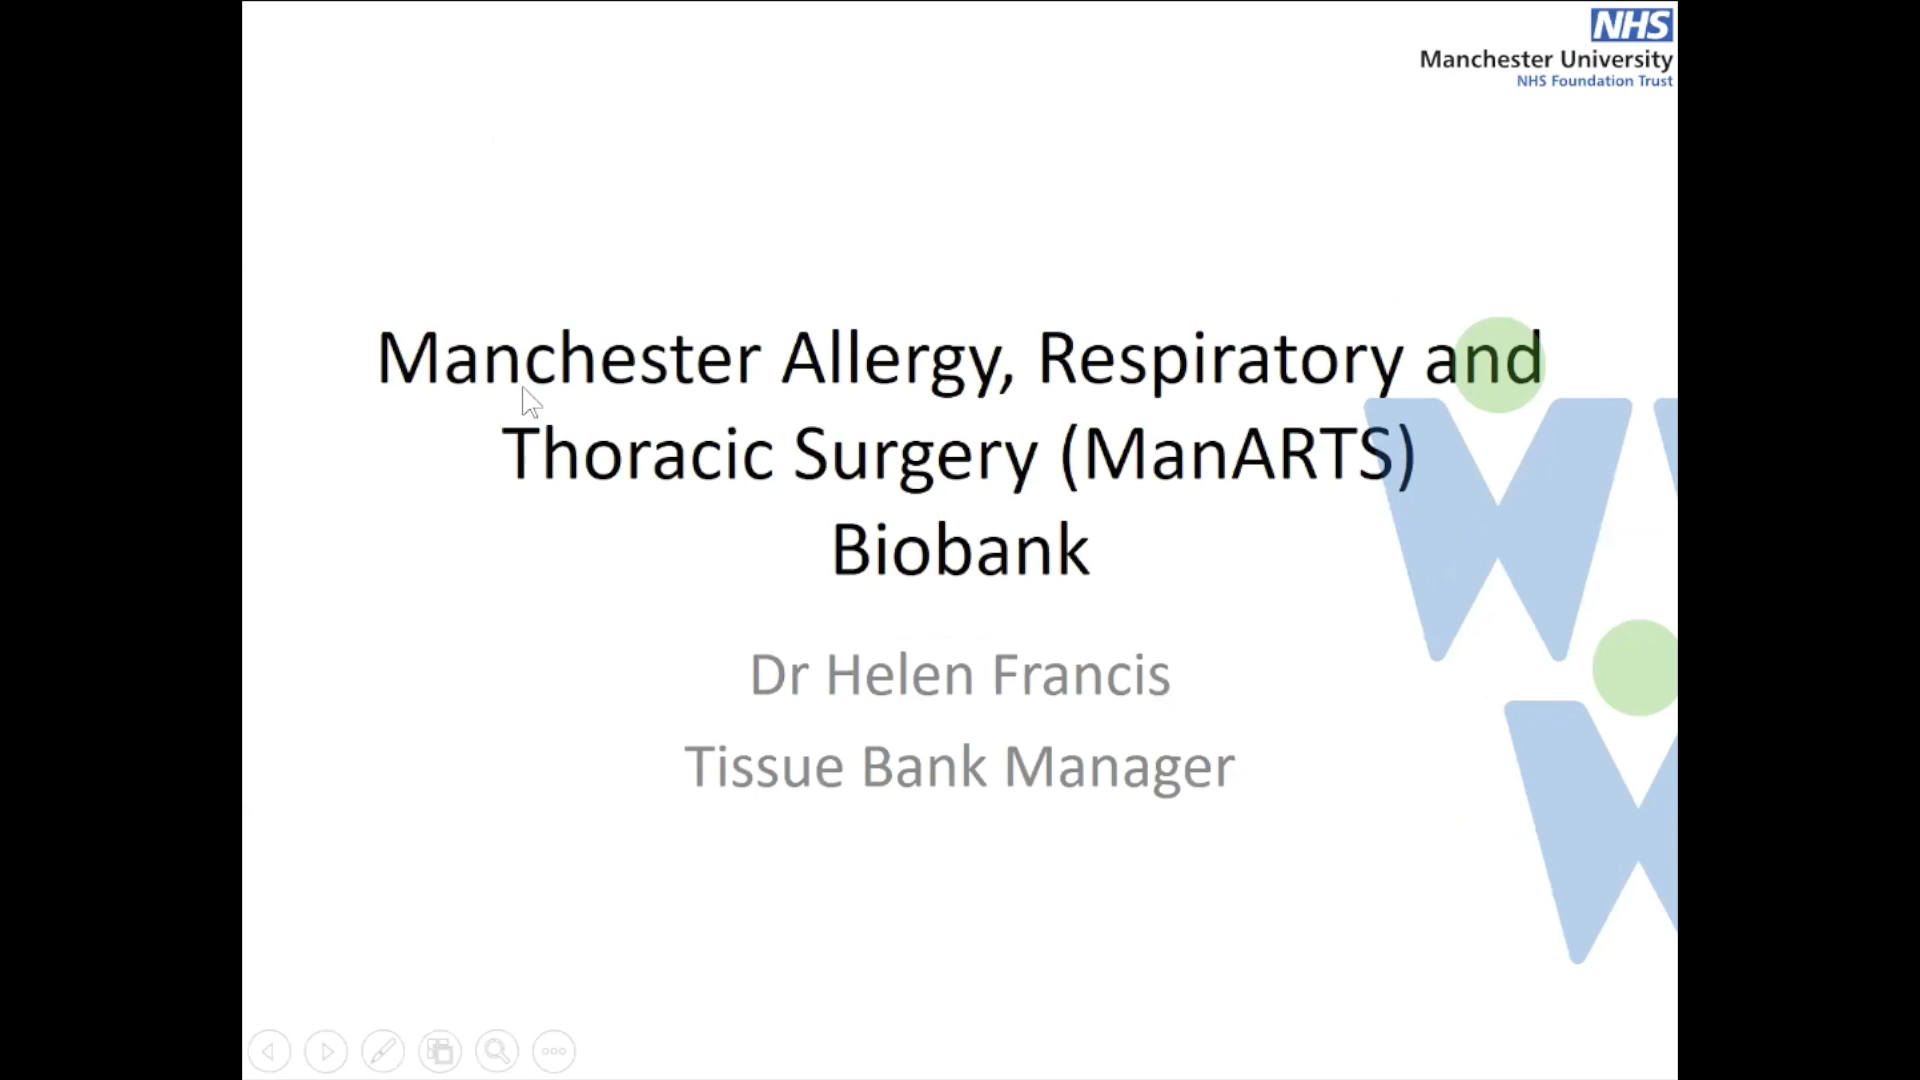 NHS
Manchester University
NHS Foundation Trust
Manchester Allergy, Respiratory and
Thoracic Surgery (ManARTS)
Biobank
Dr Helen Francis
Tissue Bank Manager